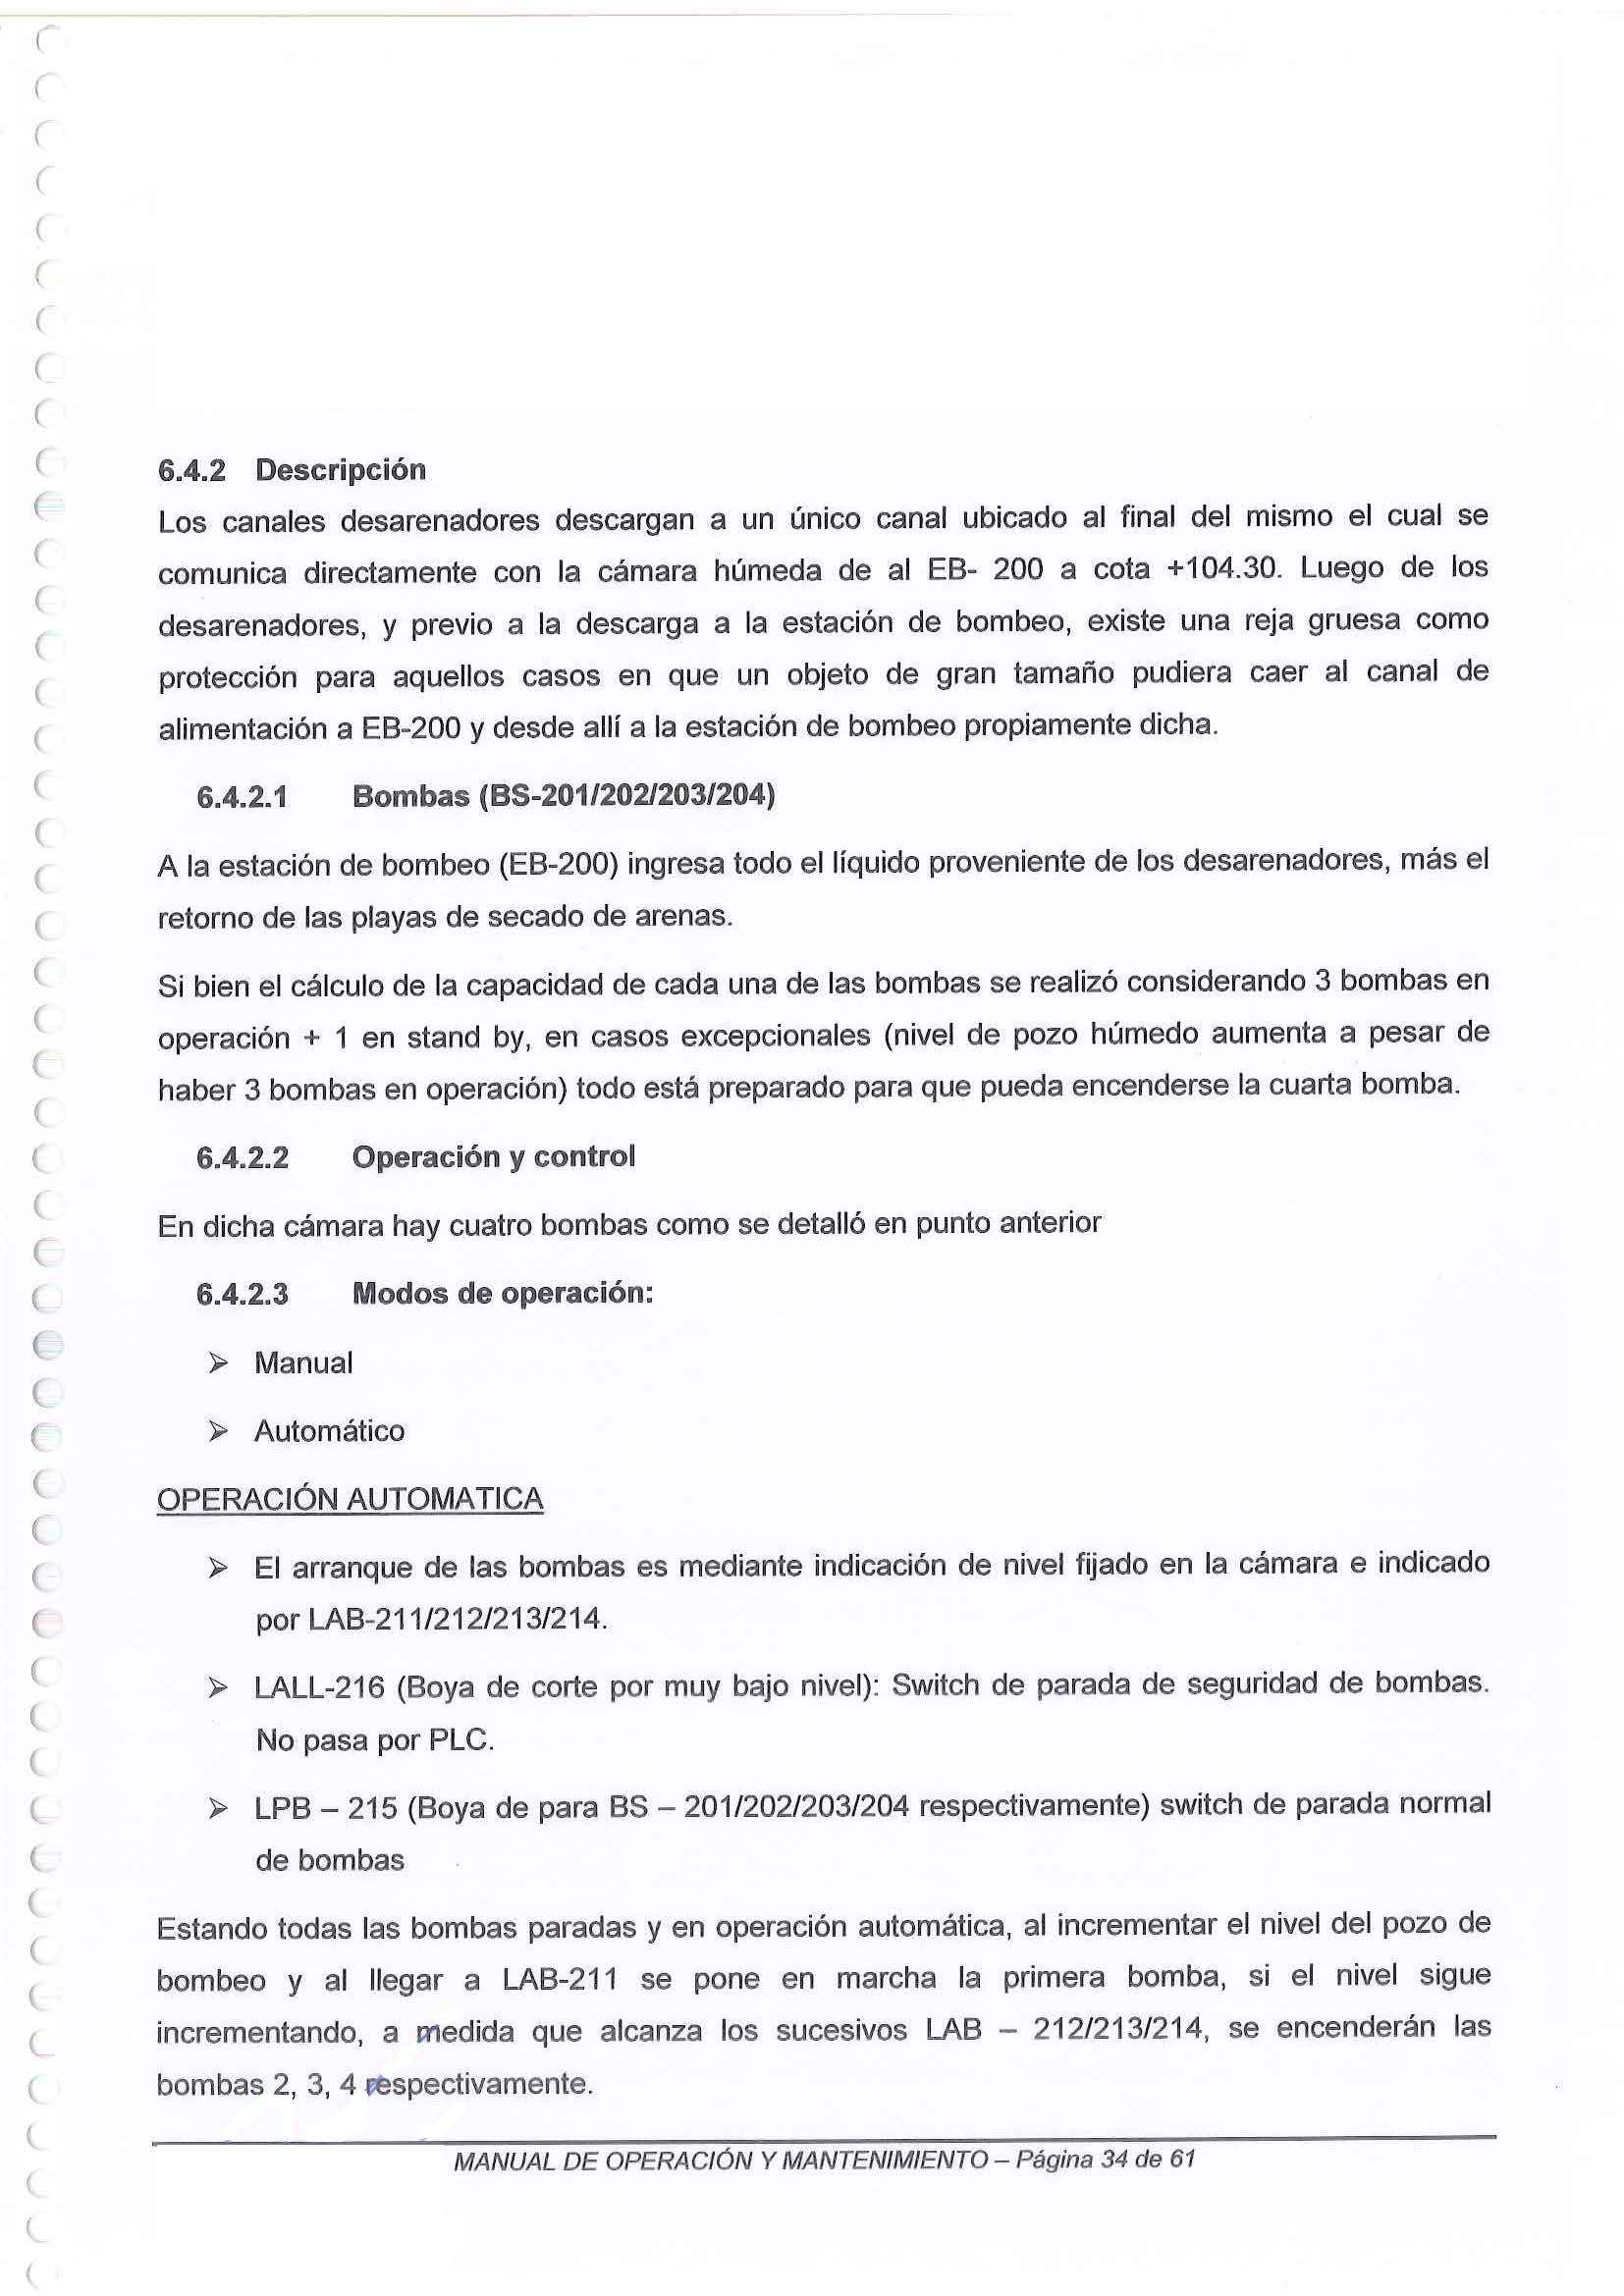 6.4.2 Descripción
Los canales desarenadores descargan a un único canal ubicado al final del mismo el cual se
comunica directamente con la cámara húmeda de al EB- 200 a cota +104.30. Luego de los
desarenadores, y previo a la descarga a la estación de bombeo, existe una reja gruesa como
protección para aquellos casos en que un objeto de gran tamaño pudiera caer al canal de
alimentación a EB-200 y desde allí a la estación de bombeo propiamente dicha.
6.4.2.1 Bombas (BS-201/202/203/204)
A la estación de bombeo (EB-200) ingresa todo el líquido proveniente de los desarenadores, más el
retorno de las playas de secado de arenas.
Si bien el cálculo de la capacidad de cada una de las bombas se realizó considerando 3 bombas en
operación + 1 en stand by, en casos excepcionales (nivel de pozo húmedo aumenta a pesar de
haber 3 bombas en operación) todo está preparado para que pueda encenderse la cuarta bomba.
6.4.2.2 Operación y control
En dicha cámara hay cuatro bombas como se detalló en punto anterior
6.4.2.3 Modos de operación:
➢ Manual
➢ Automático
OPERACIÓN AUTOMATICA
➢ El arranque de las bombas es mediante indicación de nivel fijado en la cámara e indicado
por LAB-211/212/213/214.
➢ LALL-216 (Boya de corte por muy bajo nivel): Switch de parada de seguridad de bombas.
No pasa por PLC.
➢ LPB – 215 (Boya de para BS – 201/202/203/204 respectivamente) switch de parada normal
de bombas
Estando todas las bombas paradas y en operación automática, al incrementar el nivel del pozo de
bombeo y al llegar a LAB-211 se pone en marcha la primera bomba, si el nivel sigue
incrementando, a medida que alcanza los sucesivos LAB – 212/213/214, se encenderán las
bombas 2, 3, 4 respectivamente.
MANUAL DE OPERACIÓN Y MANTENIMIENTO – Página 34 de 61